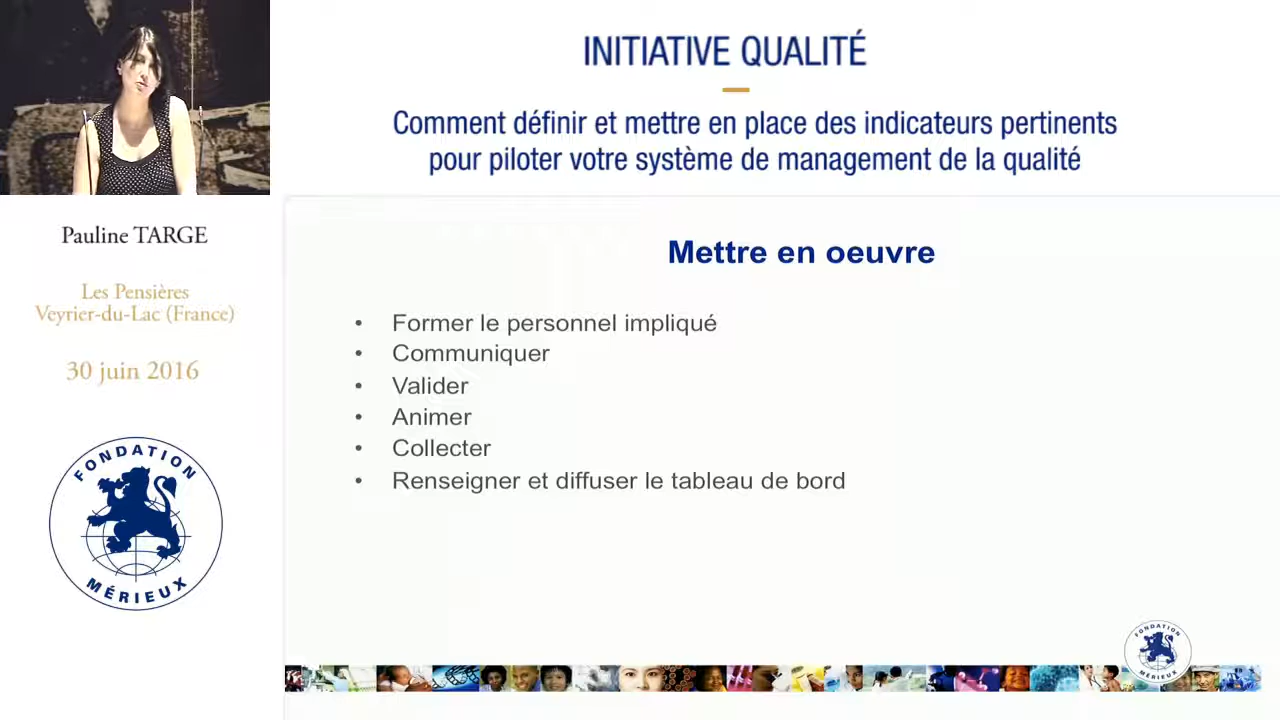 INITIATIVE QUALITÉ
Comment définir et mettre en place des indicateurs pertinents
pour piloter votre système de management de la qualité
Pauline TARGE
Les Pensières
Veyrier-du-Lac (France)
30 juin 2016
FONDATION
MÉRIEUX
Mettre en oeuvre
• Former le personnel impliqué
• Communiquer
• Valider
• Animer
• Collecter
• Renseigner et diffuser le tableau de bord
FONDATION
MÉRIEUX